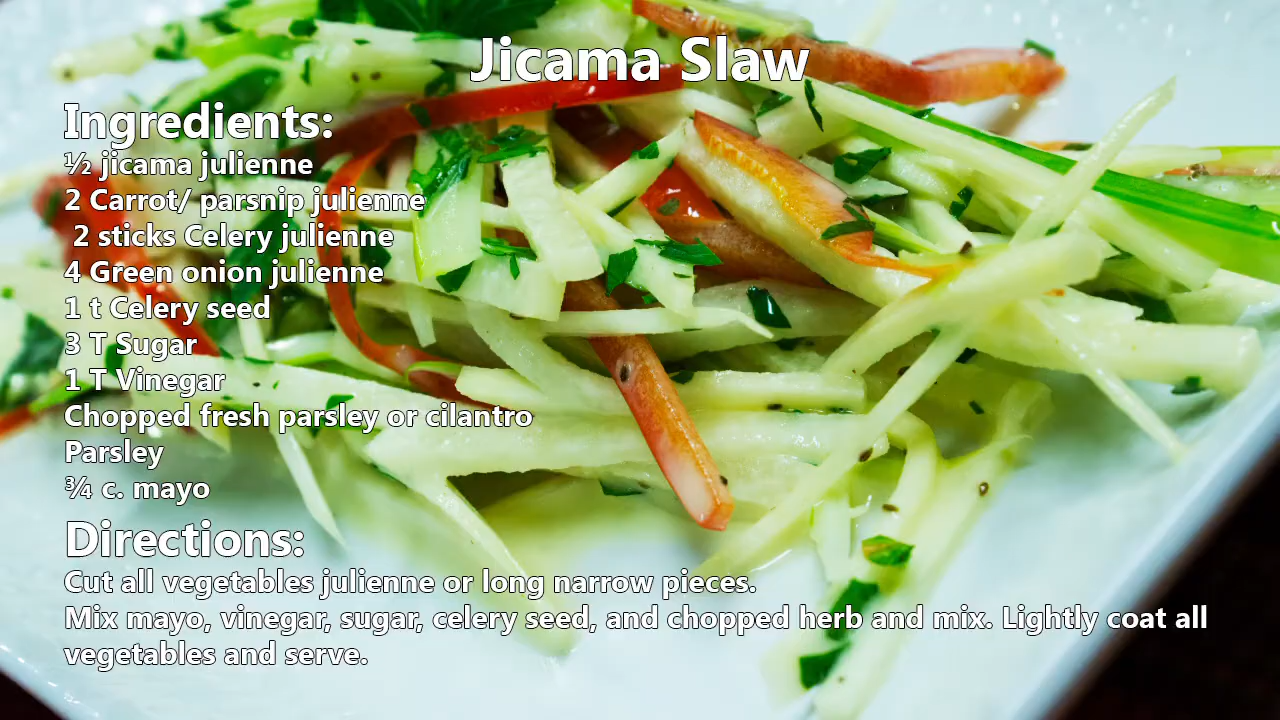 Jicama Slaw
Ingredients:
½ jicama julienne
2 Carrot/ parsnip julienne
2 sticks Celery julienne
4 Green onion julienne
1 t Celery seed
3 T Sugar
1 T Vinegar
Chopped fresh parsley or cilantro
Parsley
¾ c. mayo
Directions:
Cut all vegetables julienne or long narrow pieces.
Mix mayo, vinegar, sugar, celery seed, and chopped herb and mix. Lightly coat all
vegetables and serve.